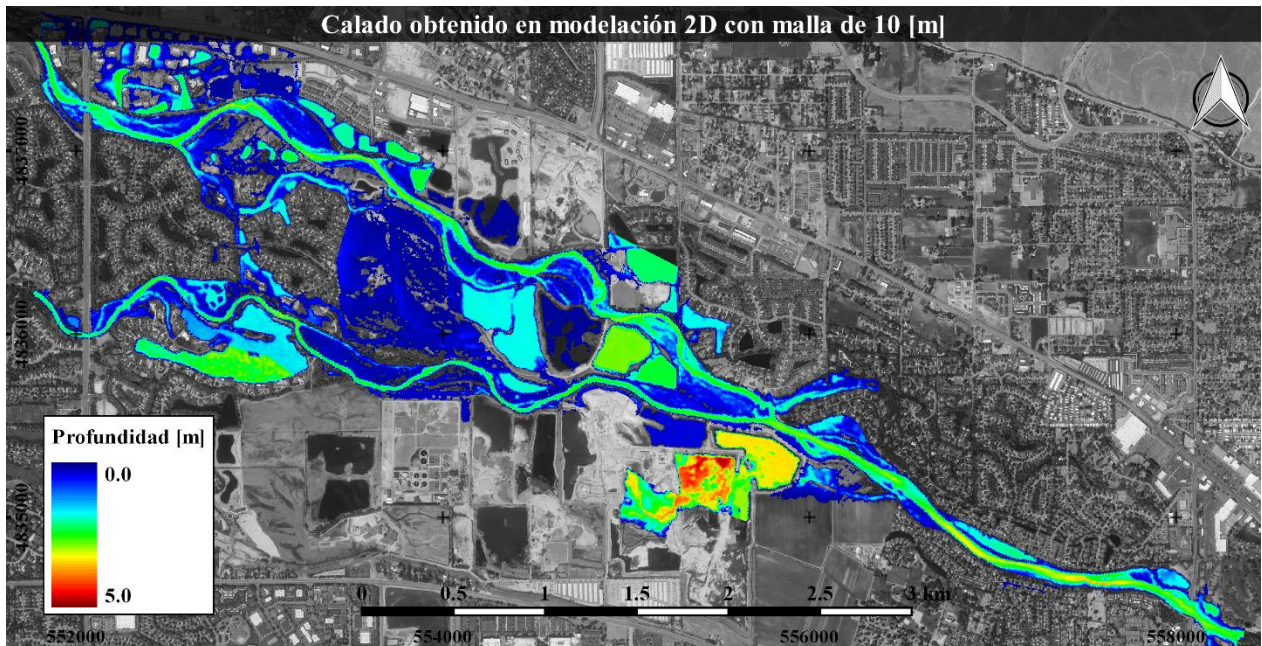 Calado obtenido en modelación 2D con malla de 10 [m]
4837000
4836000
4835000
Profundidad [m]
0.0
5.0
0 0.5 1 1.5 2 2.5 3 km
552000 554000 556000 558000